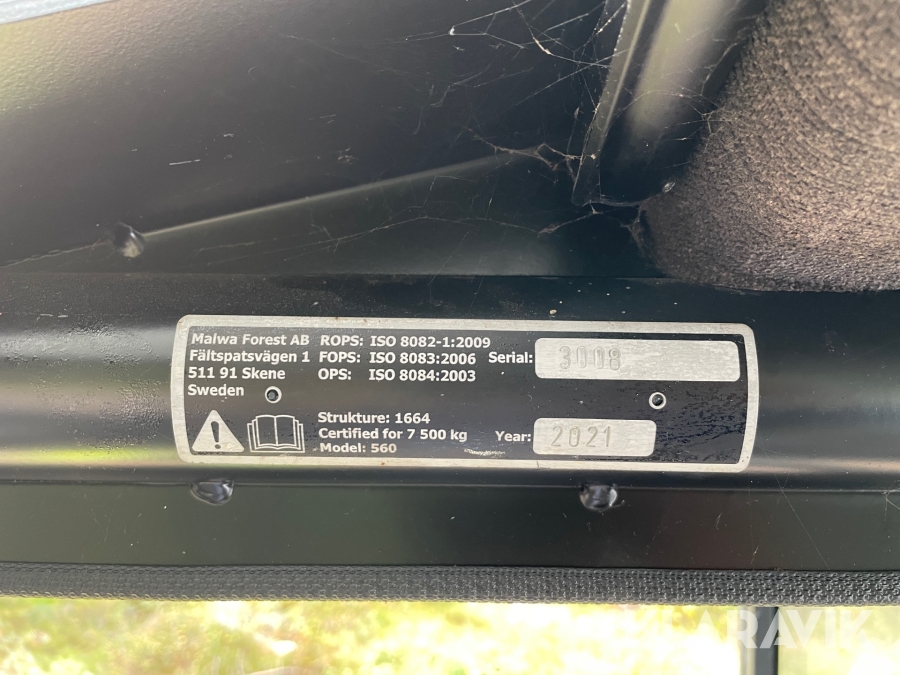 Malwa Forest AB
Fältspatsvägen 1
511 91 Skene
Sweden
ROPS: ISO 8082-1:2009
FOPS: ISO 8083:2006
OPS: ISO 8084:2003
Serial: 3008
Strukture: 1664
Certified for 7 500 kg
Model: 560
Year: 2021
KLARAVIK